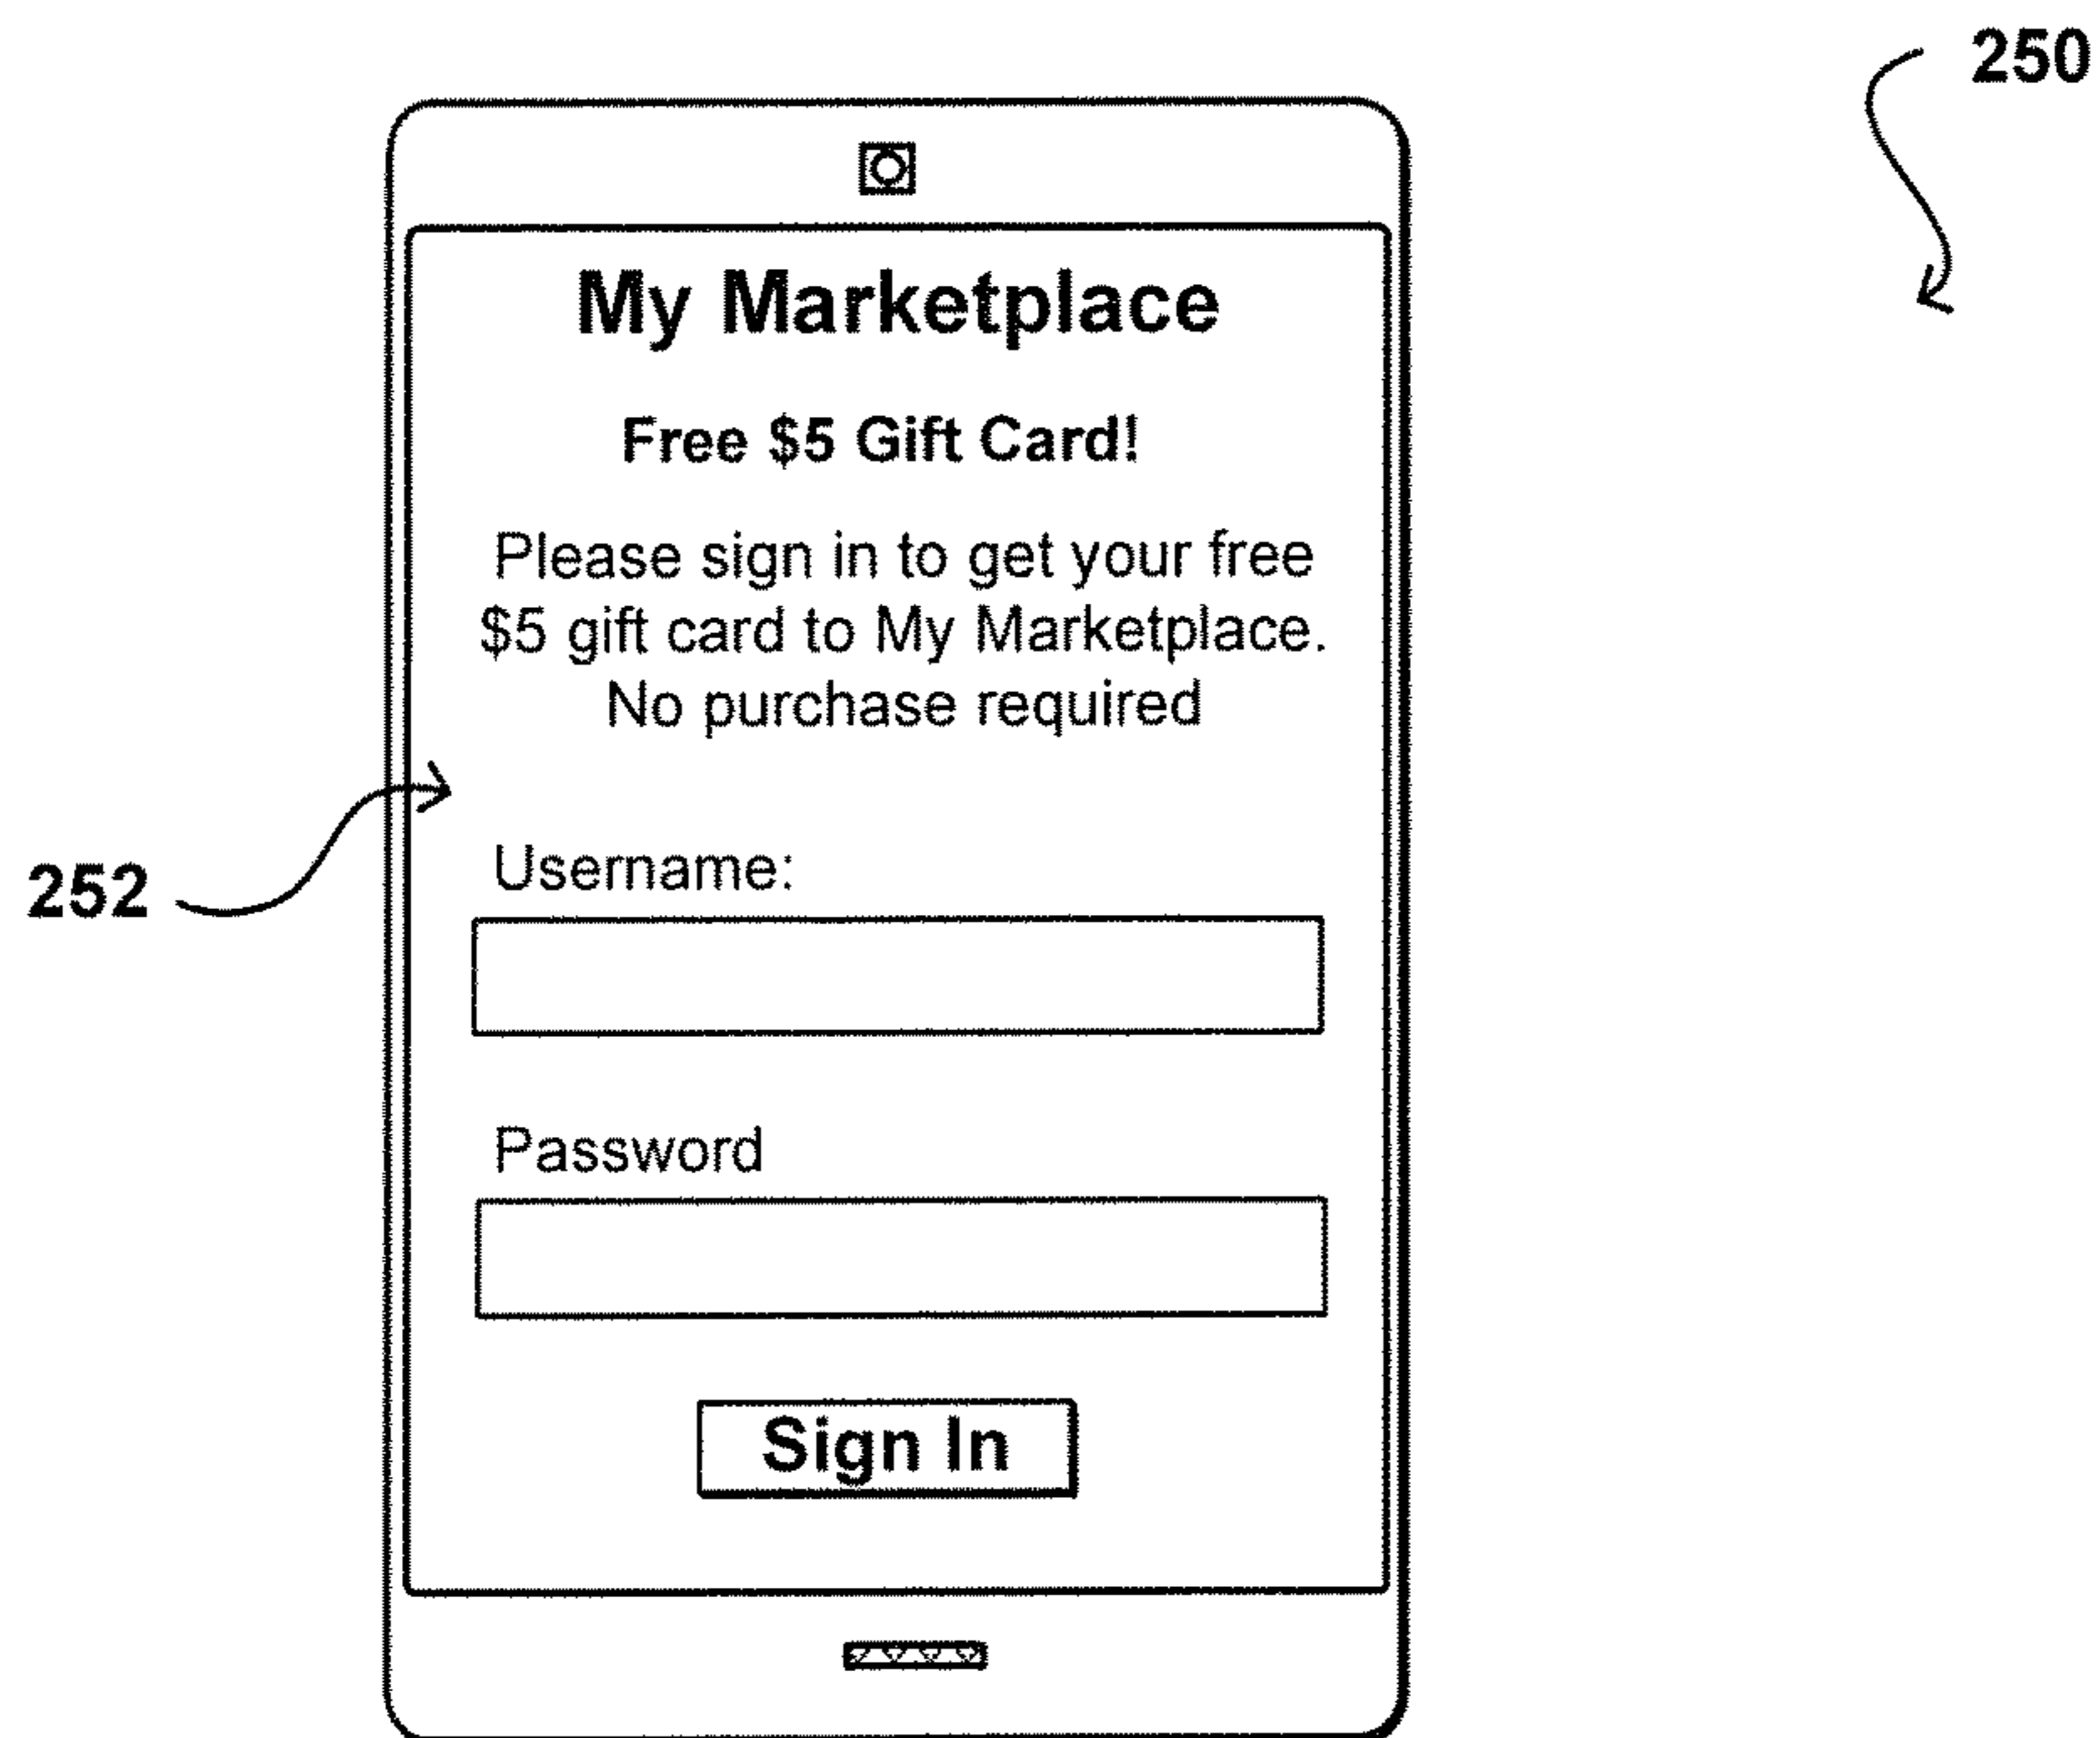 250
My Marketplace
Free $5 Gift Card!
Please sign in to get your free
$5 gift card to My Marketplace.
No purchase required
252
Username:
Password
Sign In